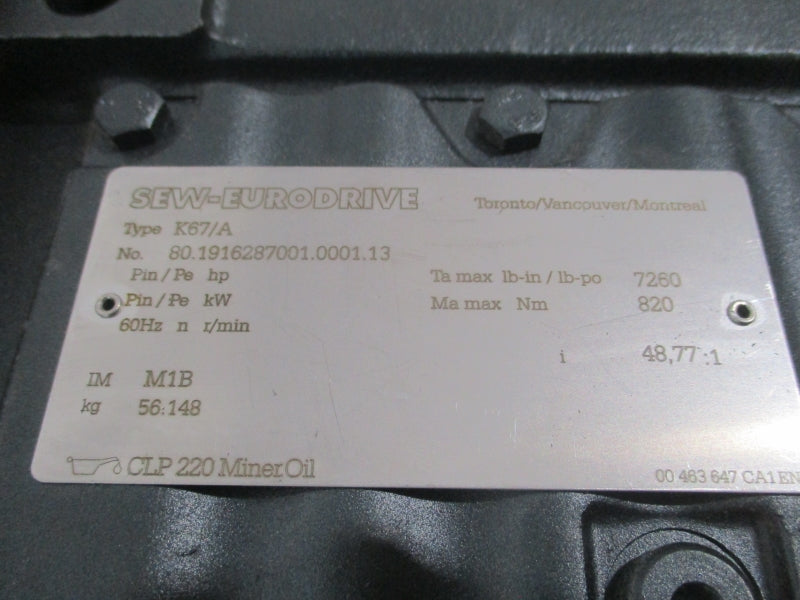 SEW-EURODRIVE
Toronto/Vancouver/Montreal
Type K67/A
No. 80.1916287001.0001.13
Pin/Pe hp
Ta max lb-in / lb-po 7260
Pin/Pe kW
Ma max Nm 820
60Hz n r/min
i 48,77 :1
IM M1B
kg 56.148
CLP 220 Miner.Oil
00 463 647 CA1EN